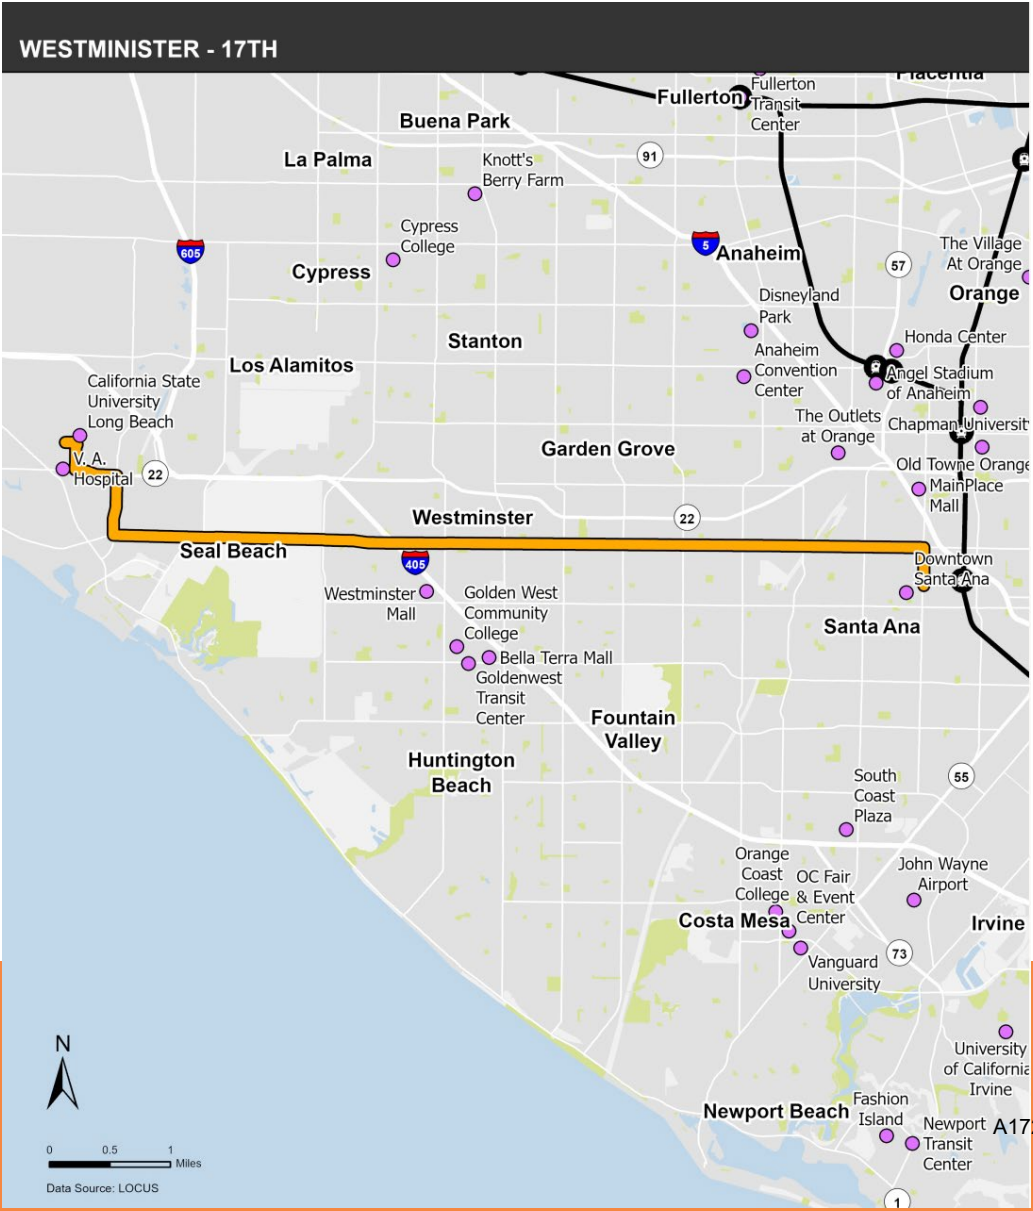 WESTMINISTER - 17TH
Placentia
Fullerton
Fullerton
Transit
Center
Buena Park
91
La Palma
Knott's
Berry Farm
Cypress
College
605
5
Anaheim
57
The Village
At Orange
Cypress
Orange
Disneyland
Park
Stanton
Honda Center
Los Alamitos
Anaheim
Convention
Center
Angel Stadium
of Anaheim
California State
University
Long Beach
The Outlets
at Orange
Chapman University
Garden Grove
V. A.
Hospital
22
Old Towne Orange
MainPlace
Mall
Westminster
22
Seal Beach
405
Downtown
Santa Ana
Westminster
Mall
Golden West
Community
College
Santa Ana
Bella Terra Mall
Goldenwest
Transit
Center
Fountain
Valley
Huntington
Beach
55
South
Coast
Plaza
Orange
Coast
College
OC Fair
& Event
Center
John Wayne
Airport
Costa Mesa
Irvine
73
Vanguard
University
N
University
of California
Irvine
Fashion
Island
Newport Beach
Newport
Transit
Center
A17
0 0.5 1
Miles
Data Source: LOCUS
1